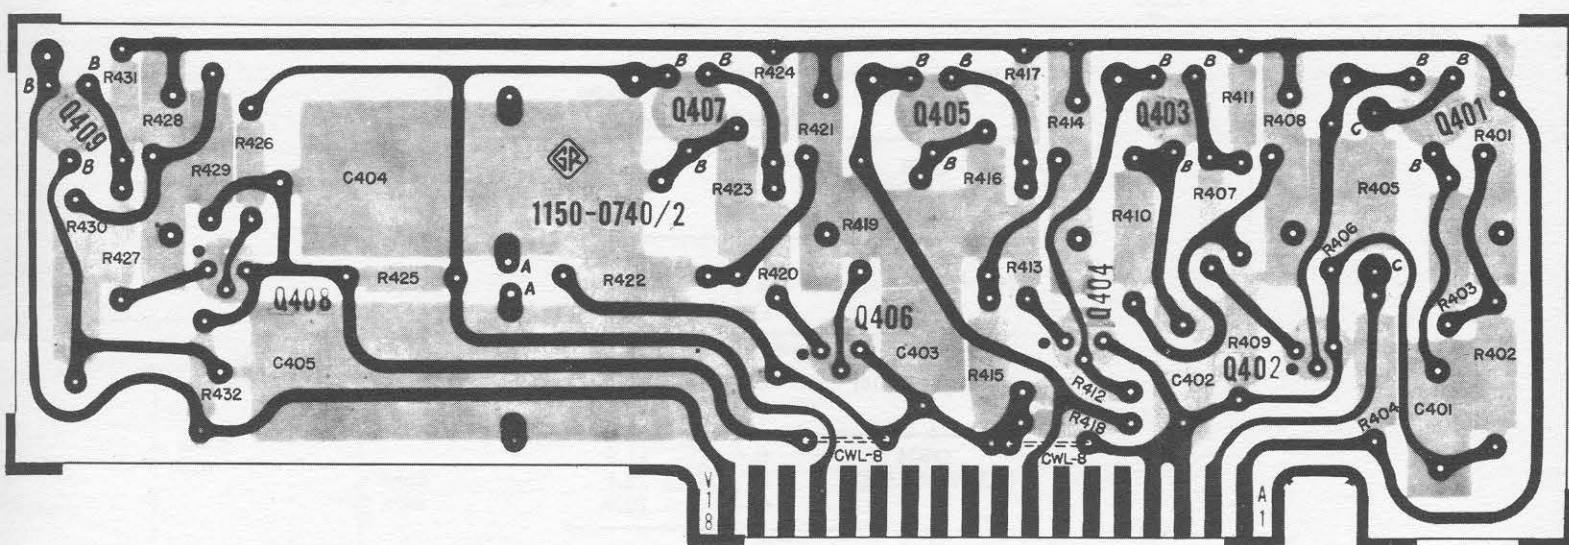 B
R431
B
Q409
B
R428
R426
R429
R430
R427
Q408
R432
C404
C405
R425
GR
1150-0740/2
A
A
R422
B
B
Q407
B
R424
R421
R423
R419
R420
Q406
C403
CWL-8
B
B
Q405
B
R417
R416
R414
R413
R415
R412
R418
CWL-8
Q404
B
B
Q403
B
R411
R408
R407
R410
R409
C402
Q402
B
B
C
Q401
B
R401
R405
R406
C
R403
R402
R404
C401
V
18
A
1